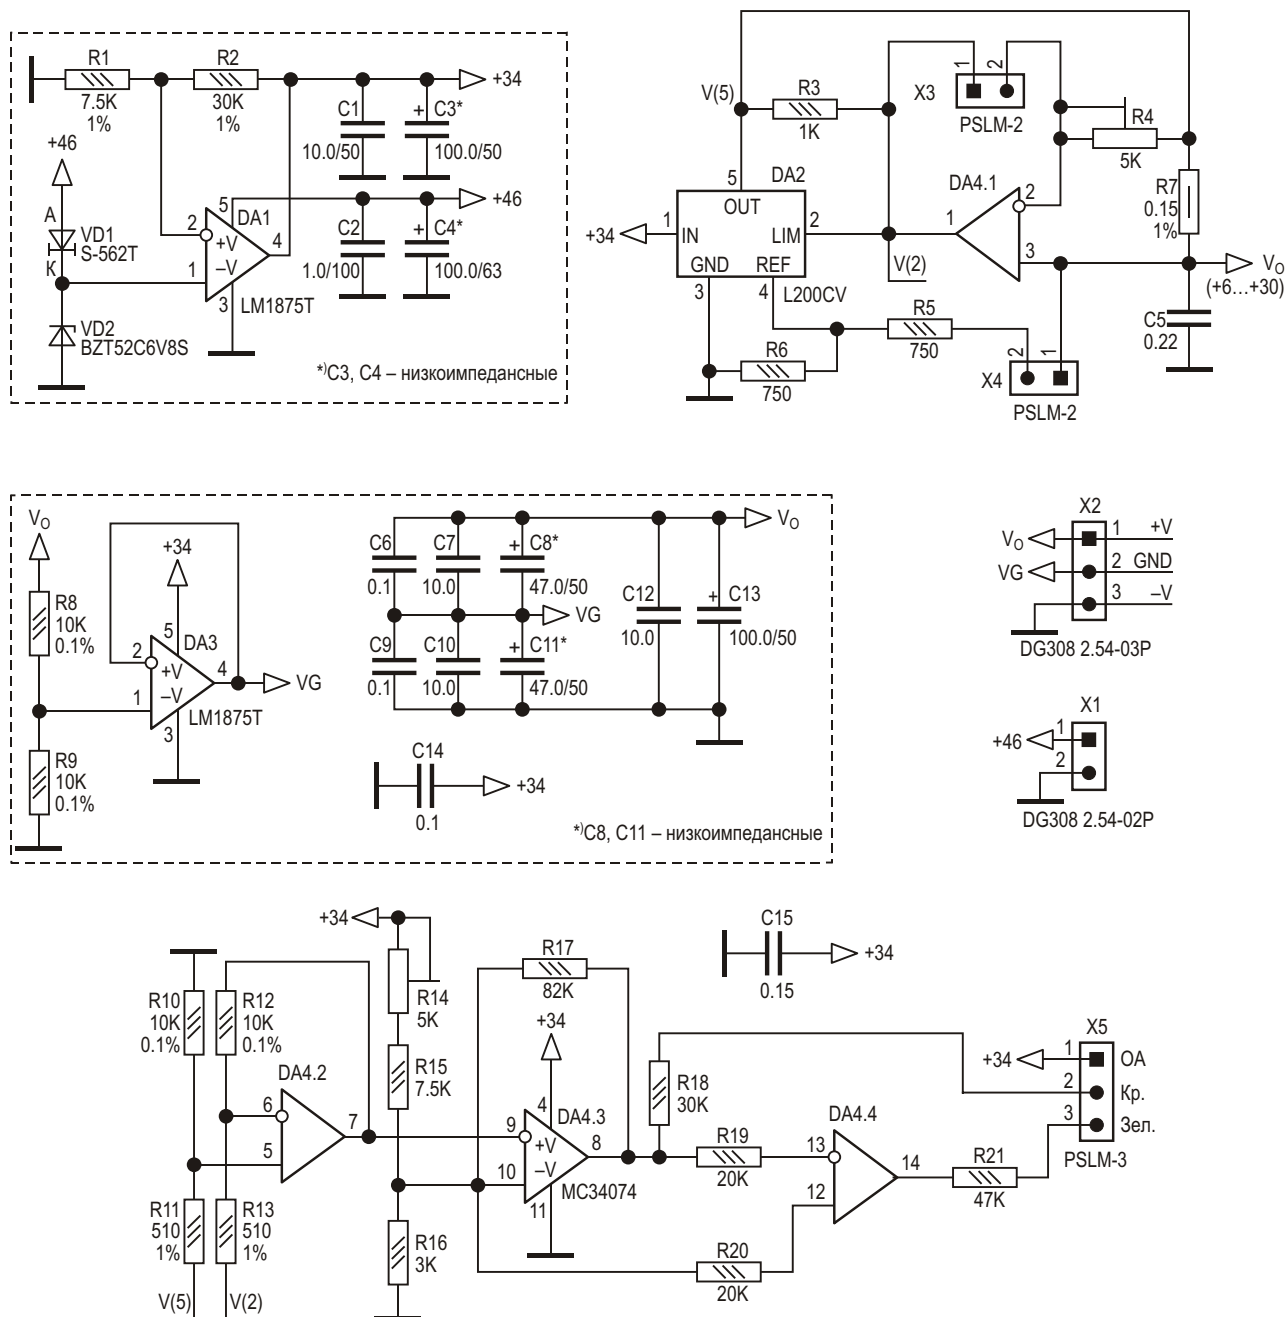 R1
7.5K
1%
R2
30K
1%
+34
C1
10.0/50
+ C3*
100.0/50
+46
А
VD1
S-562T
К
VD2
BZT52C6V8S
5
DA1
2
+V
4
1
–V
3
LM1875T
+46
C2
1.0/100
+ C4*
100.0/63
*)C3, C4 – низкоимпедансные
V(5)
R3
1K
X3
1
2
PSLM-2
R4
5K
5
DA2
OUT
+34
1
IN
LIM
2
GND
REF
3
4
L200CV
V(2)
DA4.1
1
2
3
R7
0.15
1%
VO
(+6...+30)
C5
0.22
R5
750
R6
750
X4
2
1
PSLM-2
VO
R8
10K
0.1%
R9
10K
0.1%
+34
5
DA3
2
+V
4
1
–V
3
LM1875T
VG
C6
0.1
C7
10.0
+ C8*
47.0/50
VO
VG
C9
0.1
C10
10.0
+ C11*
47.0/50
C12
10.0
+ C13
100.0/50
C14
0.1
+34
*)C8, C11 – низкоимпедансные
X2
VO
1
+V
VG
2
GND
3
–V
DG308 2.54-03P
X1
+46
1
2
DG308 2.54-02P
R10
10K
0.1%
R12
10K
0.1%
DA4.2
6
5
7
R11
510
1%
R13
510
1%
V(5)
V(2)
+34
R14
5K
R15
7.5K
R16
3K
R17
82K
+34
4
DA4.3
9
+V
8
10
–V
11
MC34074
R18
30K
R19
20K
R20
20K
C15
0.15
+34
DA4.4
13
12
14
R21
47K
X5
+34
1
ОА
2
Кр.
3
Зел.
PSLM-3